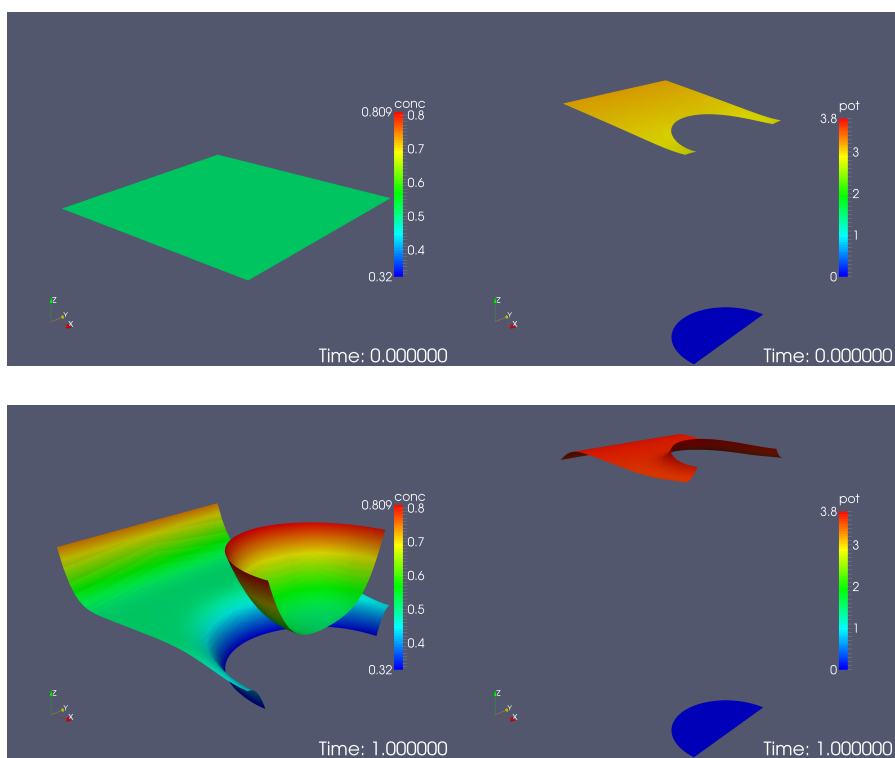 conc
0.809
0.8
0.7
0.6
0.5
0.4
0.32
Z
Y
X
Time: 0.000000
pot
3.8
3
2
1
0
Z
Y
X
Time: 0.000000
conc
0.809
0.8
0.7
0.6
0.5
0.4
0.32
Z
Y
X
Time: 1.000000
pot
3.8
3
2
1
0
Z
Y
X
Time: 1.000000